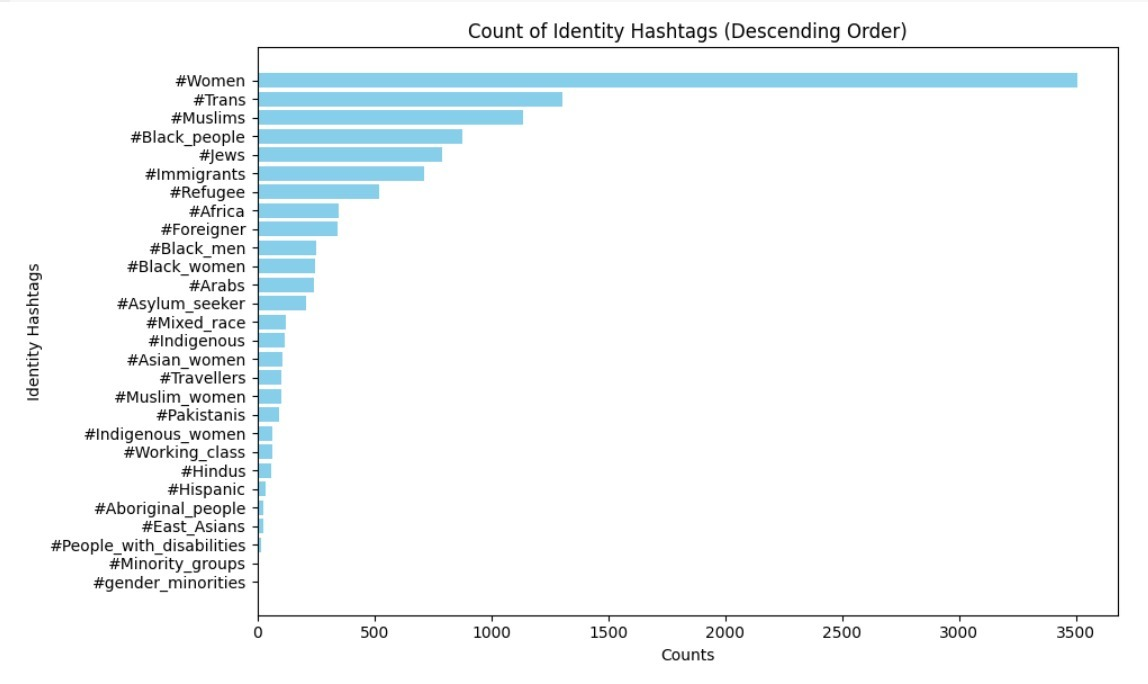 Count of Identity Hashtags (Descending Order)
Identity Hashtags
#Women
#Trans
#Muslims
#Black_people
#Jews
#Immigrants
#Refugee
#Africa
#Foreigner
#Black_men
#Black_women
#Arabs
#Asylum_seeker
#Mixed_race
#Indigenous
#Asian_women
#Travellers
#Muslim_women
#Pakistanis
#Indigenous_women
#Working_class
#Hindus
#Hispanic
#Aboriginal_people
#East_Asians
#People_with_disabilities
#Minority_groups
#gender_minorities
0 500 1000 1500 2000 2500 3000 3500
Counts